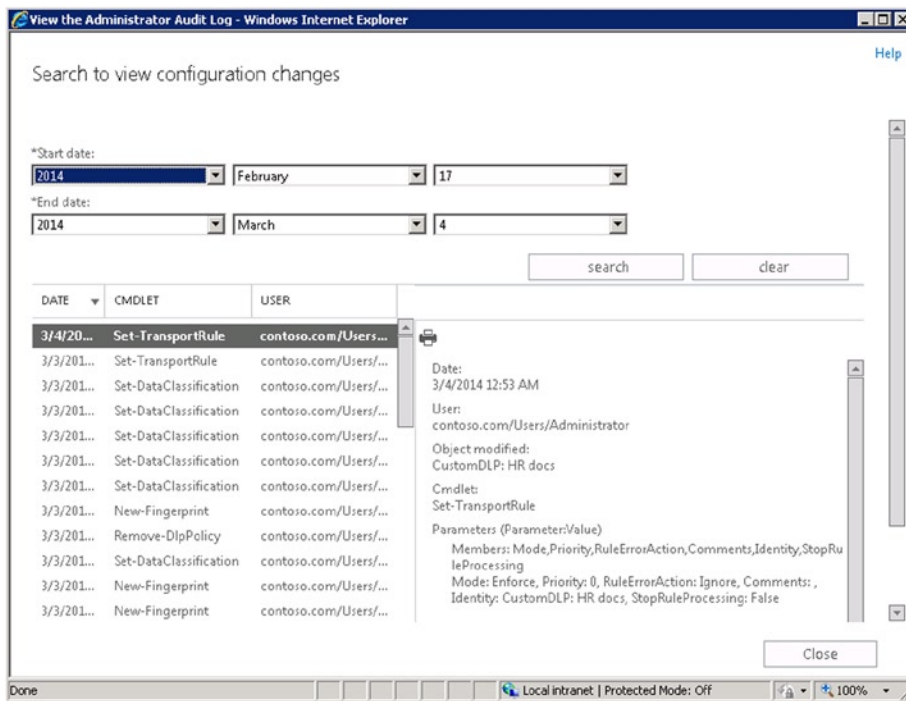 View the Administrator Audit Log - Windows Internet Explorer
Help
Search to view configuration changes
*Start date:
2014 February 17
*End date:
2014 March 4
search clear
DATE CMDLET USER
3/4/20... Set-TransportRule contoso.com/Users...
3/3/201... Set-TransportRule contoso.com/Users/...
3/3/201... Set-DataClassification contoso.com/Users/...
3/3/201... Set-DataClassification contoso.com/Users/...
3/3/201... Set-DataClassification contoso.com/Users/...
3/3/201... Set-DataClassification contoso.com/Users/...
3/3/201... Set-DataClassification contoso.com/Users/...
3/3/201... New-Fingerprint contoso.com/Users/...
3/3/201... Remove-DlpPolicy contoso.com/Users/...
3/3/201... Set-DataClassification contoso.com/Users/...
3/3/201... New-Fingerprint contoso.com/Users/...
3/3/201... New-Fingerprint contoso.com/Users/...
Date:
3/4/2014 12:53 AM
User:
contoso.com/Users/Administrator
Object modified:
CustomDLP: HR docs
Cmdlet:
Set-TransportRule
Parameters (Parameter:Value)
Members: Mode,Priority,RuleErrorAction,Comments,Identity,StopRu
leProcessing
Mode: Enforce, Priority: 0, RuleErrorAction: Ignore, Comments: ,
Identity: CustomDLP: HR docs, StopRuleProcessing: False
Close
Done Local intranet | Protected Mode: Off 100%